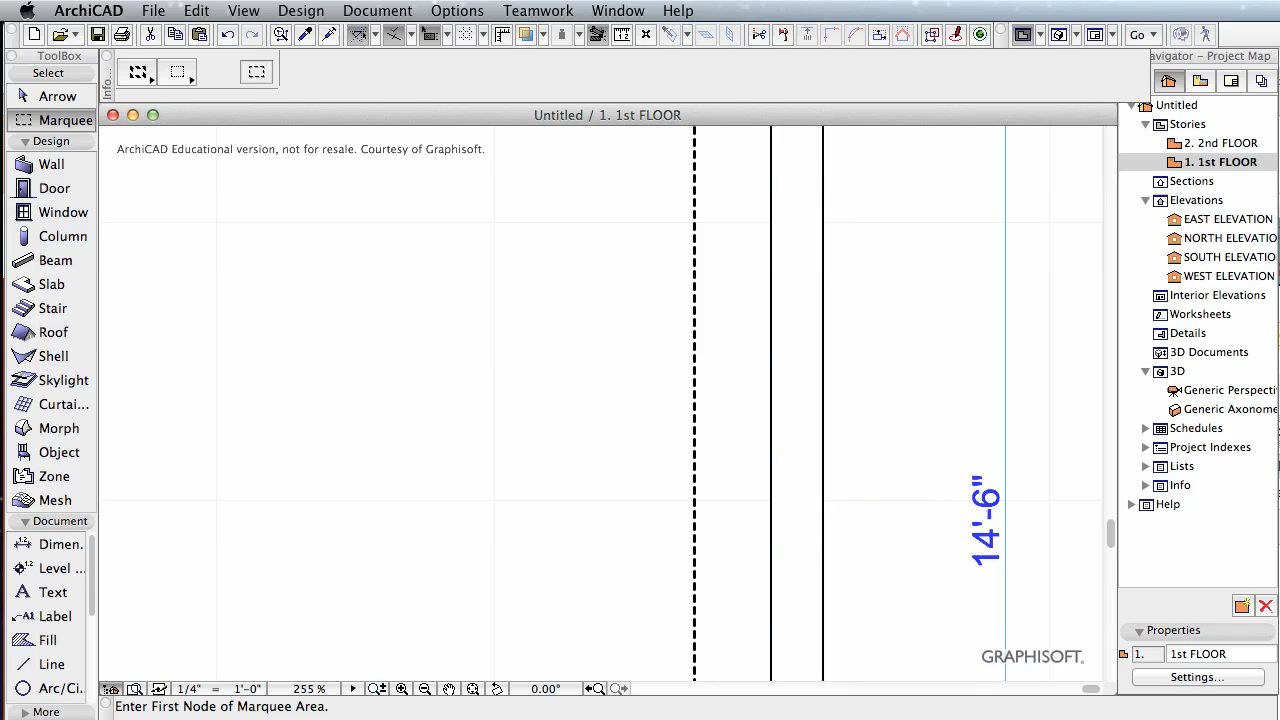 ArchiCAD File Edit View Design Document Options Teamwork Window Help
Go
ToolBox
Select
Arrow
Marquee
Design
Wall
Door
Window
Column
Beam
Slab
Stair
Roof
Shell
Skylight
Curtai...
Morph
Object
Zone
Mesh
Document
Dimen.
Level ...
Text
Label
Fill
Line
Arc/Ci...
More
Info...
Untitled / 1. 1st FLOOR
ArchiCAD Educational version, not for resale. Courtesy of Graphisoft.
14'-6"
GRAPHISOFT.
1/4" = 1'-0" 255 % 0.00°
Enter First Node of Marquee Area.
avigator - Project Map
Untitled
Stories
2. 2nd FLOOR
1. 1st FLOOR
Sections
Elevations
EAST ELEVATION
NORTH ELEVATIO
SOUTH ELEVATIO
WEST ELEVATION
Interior Elevations
Worksheets
Details
3D Documents
3D
Generic Perspecti
Generic Axonome
Schedules
Project Indexes
Lists
Info
Help
Properties
1. 1st FLOOR
Settings...